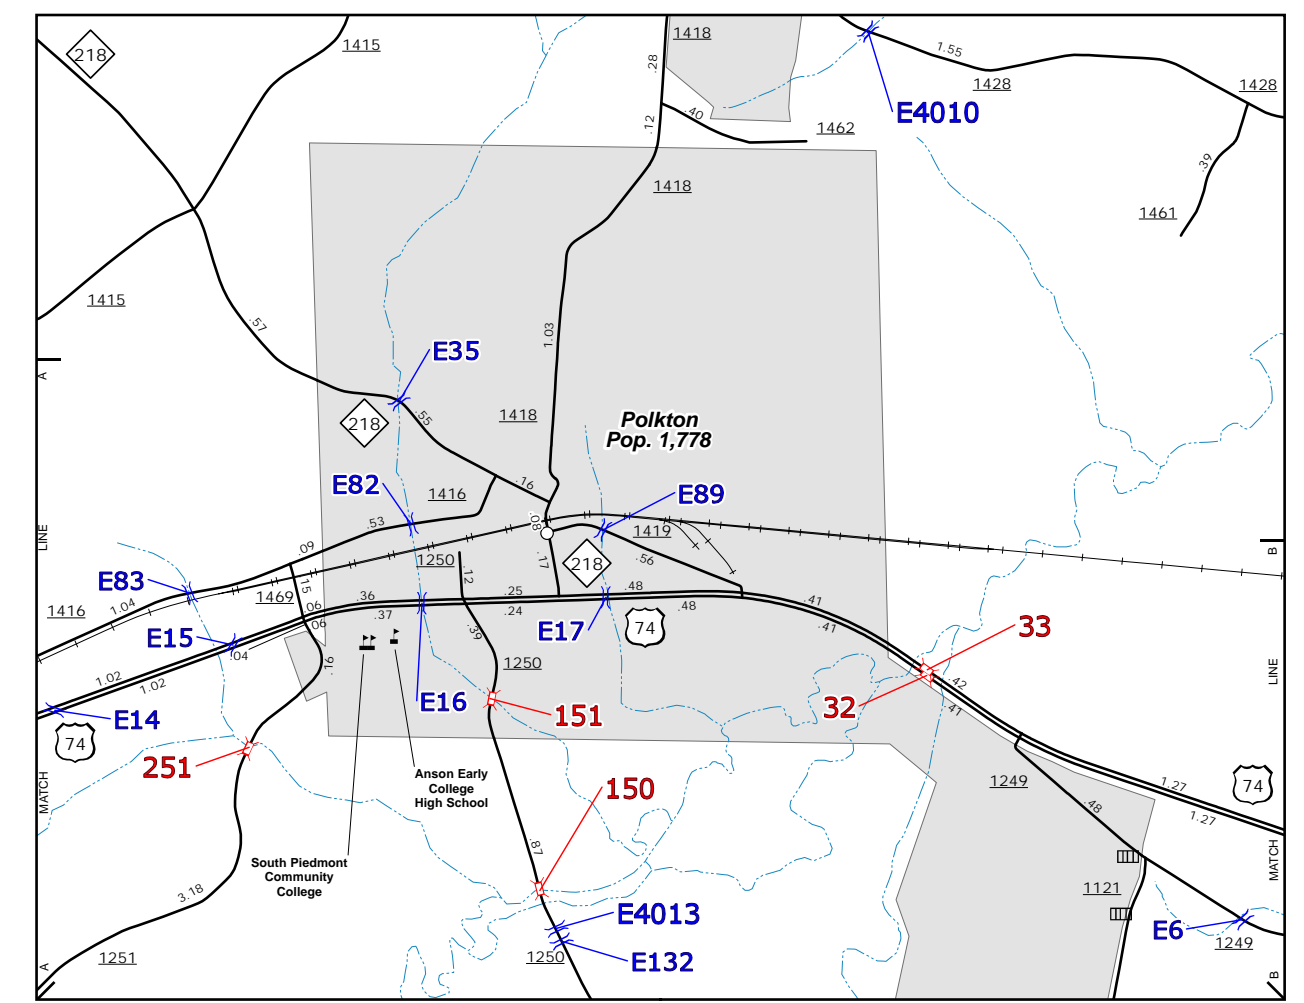 218
1415
.28
1418
1.55
1428
1428
E4010
.12
.40
1462
1418
.39
1461
1415
.57
1.03
E35
A
218
.55
1418
Polkton
Pop. 1,778
E82
1416
.16
E89
.53
.08
1419
LINE
B
.09
1250
.17
218
.56
E83
1469
.15
.12
1416
1.04
.06
.36
.25
.48
.41
.06
.37
.24
.48
.41
E15
.04
E17
74
33
.39
1250
.16
LINE
1.02
1.02
.42
.41
E14
E16
151
32
74
251
Anson Early
College
High School
MATCH
1249
1.27
74
1.27
150
.48
.87
South Piedmont
Community
College
MATCH
3.18
1121
E4013
E6
1249
1251
1250
E132
A
B